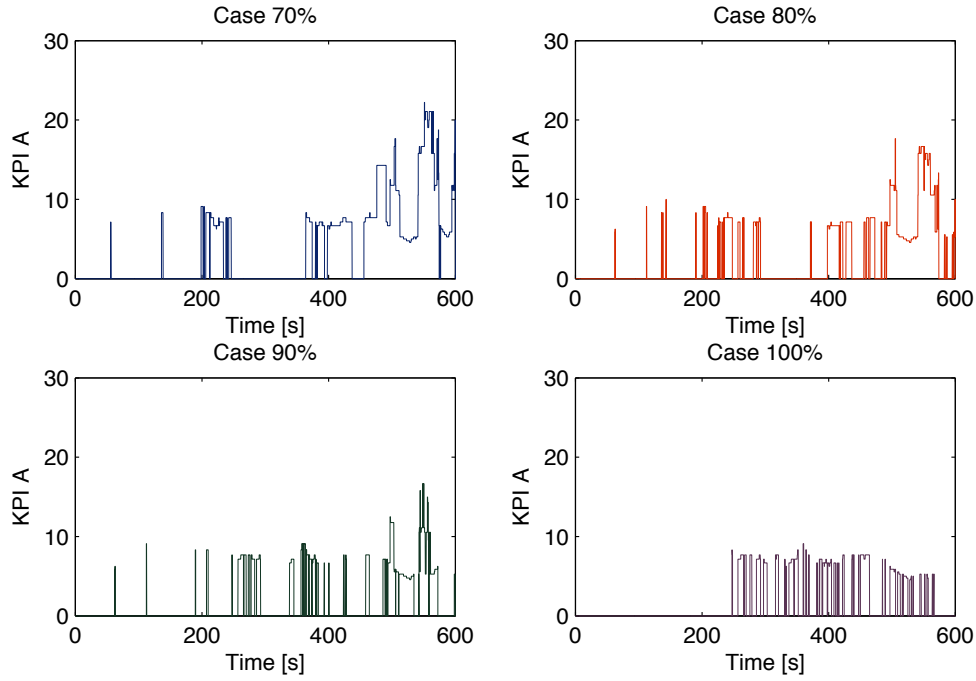 Case 70%
30
20
10
0
KPI A
0 200 400 600
Time [s]
Case 80%
30
20
10
0
KPI A
0 200 400 600
Time [s]
Case 90%
30
20
10
0
KPI A
0 200 400 600
Time [s]
Case 100%
30
20
10
0
KPI A
0 200 400 600
Time [s]